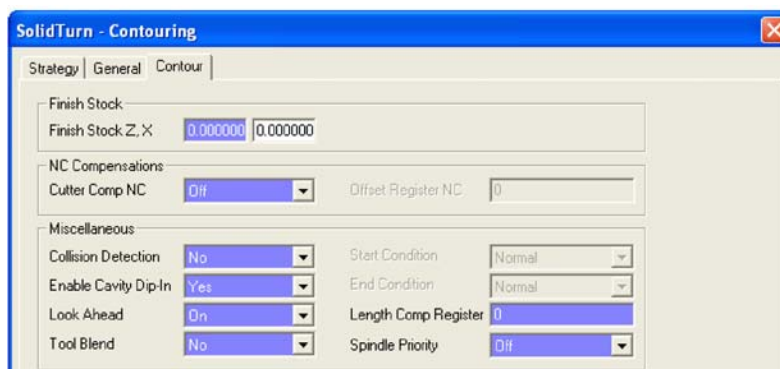 SolidTurn - Contouring
Strategy General Contour
Finish Stock
Finish Stock Z, X 0.000000 0.000000
NC Compensations
Cutter Comp NC Off Offset Register NC 0
Miscellaneous
Collision Detection No Start Condition Normal
Enable Cavity Dip-In Yes End Condition Normal
Look Ahead On Length Comp Register 0
Tool Blend No Spindle Priority Off